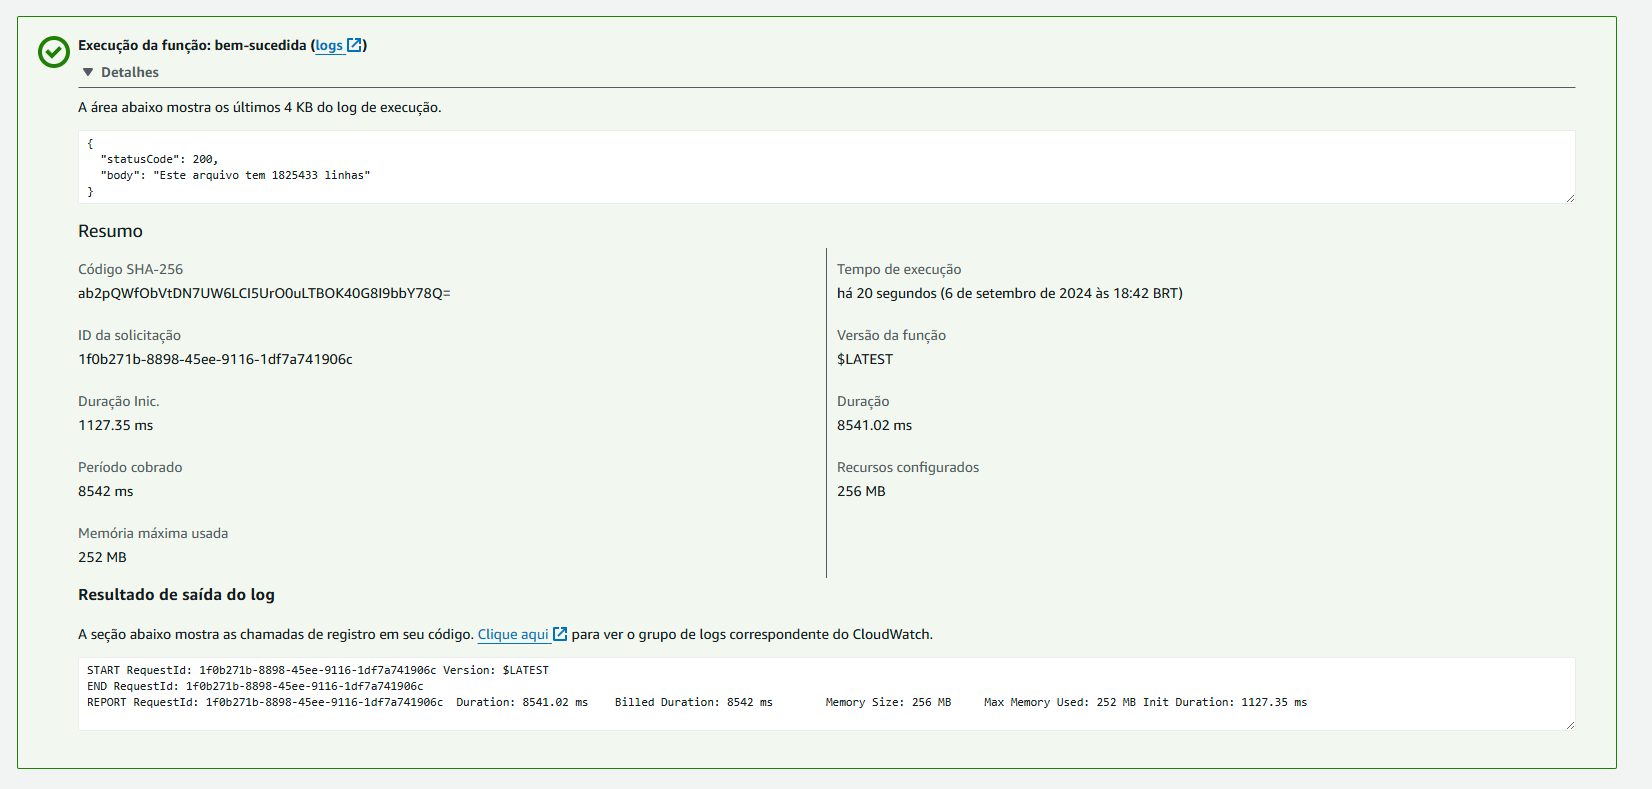 Execução da função: bem-sucedida (logs)
Detalhes
A área abaixo mostra os últimos 4 KB do log de execução.
{
"statusCode": 200,
"body": "Este arquivo tem 1825433 linhas"
}
Resumo
Código SHA-256
ab2pQWfObVtDN7UW6LCI5UrO0uLTBOK40G8I9bbY78Q=
ID da solicitação
1f0b271b-8898-45ee-9116-1df7a741906c
Duração Inic.
1127.35 ms
Período cobrado
8542 ms
Memória máxima usada
252 MB
Tempo de execução
há 20 segundos (6 de setembro de 2024 às 18:42 BRT)
Versão da função
$LATEST
Duração
8541.02 ms
Recursos configurados
256 MB
Resultado de saída do log
A seção abaixo mostra as chamadas de registro em seu código. Clique aqui para ver o grupo de logs correspondente do CloudWatch.
START RequestId: 1f0b271b-8898-45ee-9116-1df7a741906c Version: $LATEST
END RequestId: 1f0b271b-8898-45ee-9116-1df7a741906c
REPORT RequestId: 1f0b271b-8898-45ee-9116-1df7a741906c Duration: 8541.02 ms Billed Duration: 8542 ms Memory Size: 256 MB Max Memory Used: 252 MB Init Duration: 1127.35 ms